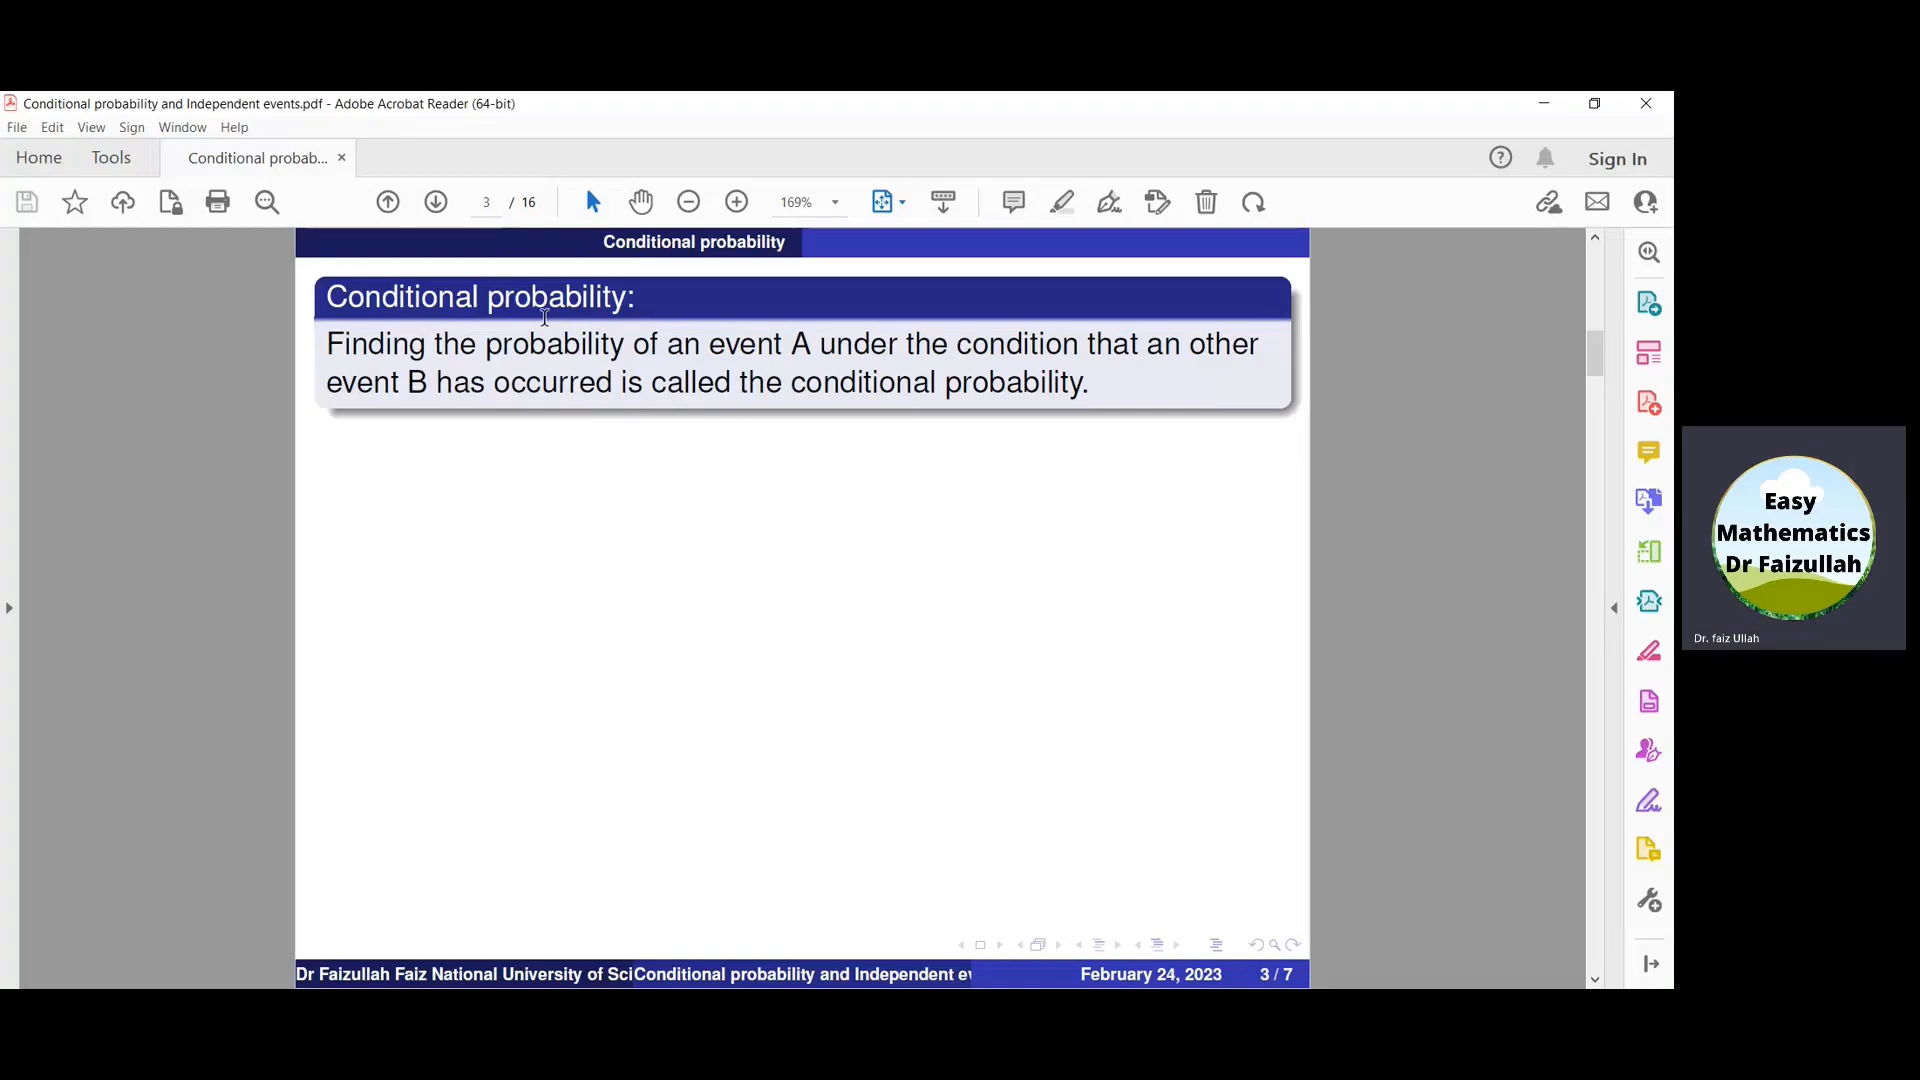 Conditional probability and Independent events.pdf - Adobe Acrobat Reader (64-bit)
File Edit View Sign Window Help
Home Tools Conditional probab... × Sign In
3 / 16 169%
Conditional probability
Conditional probability:
Finding the probability of an event A under the condition that an other
event B has occurred is called the conditional probability.
Easy
Mathematics
Dr Faizullah
Dr. faiz Ullah
Dr Faizullah Faiz National University of Sci Conditional probability and Independent ev February 24, 2023 3 / 7